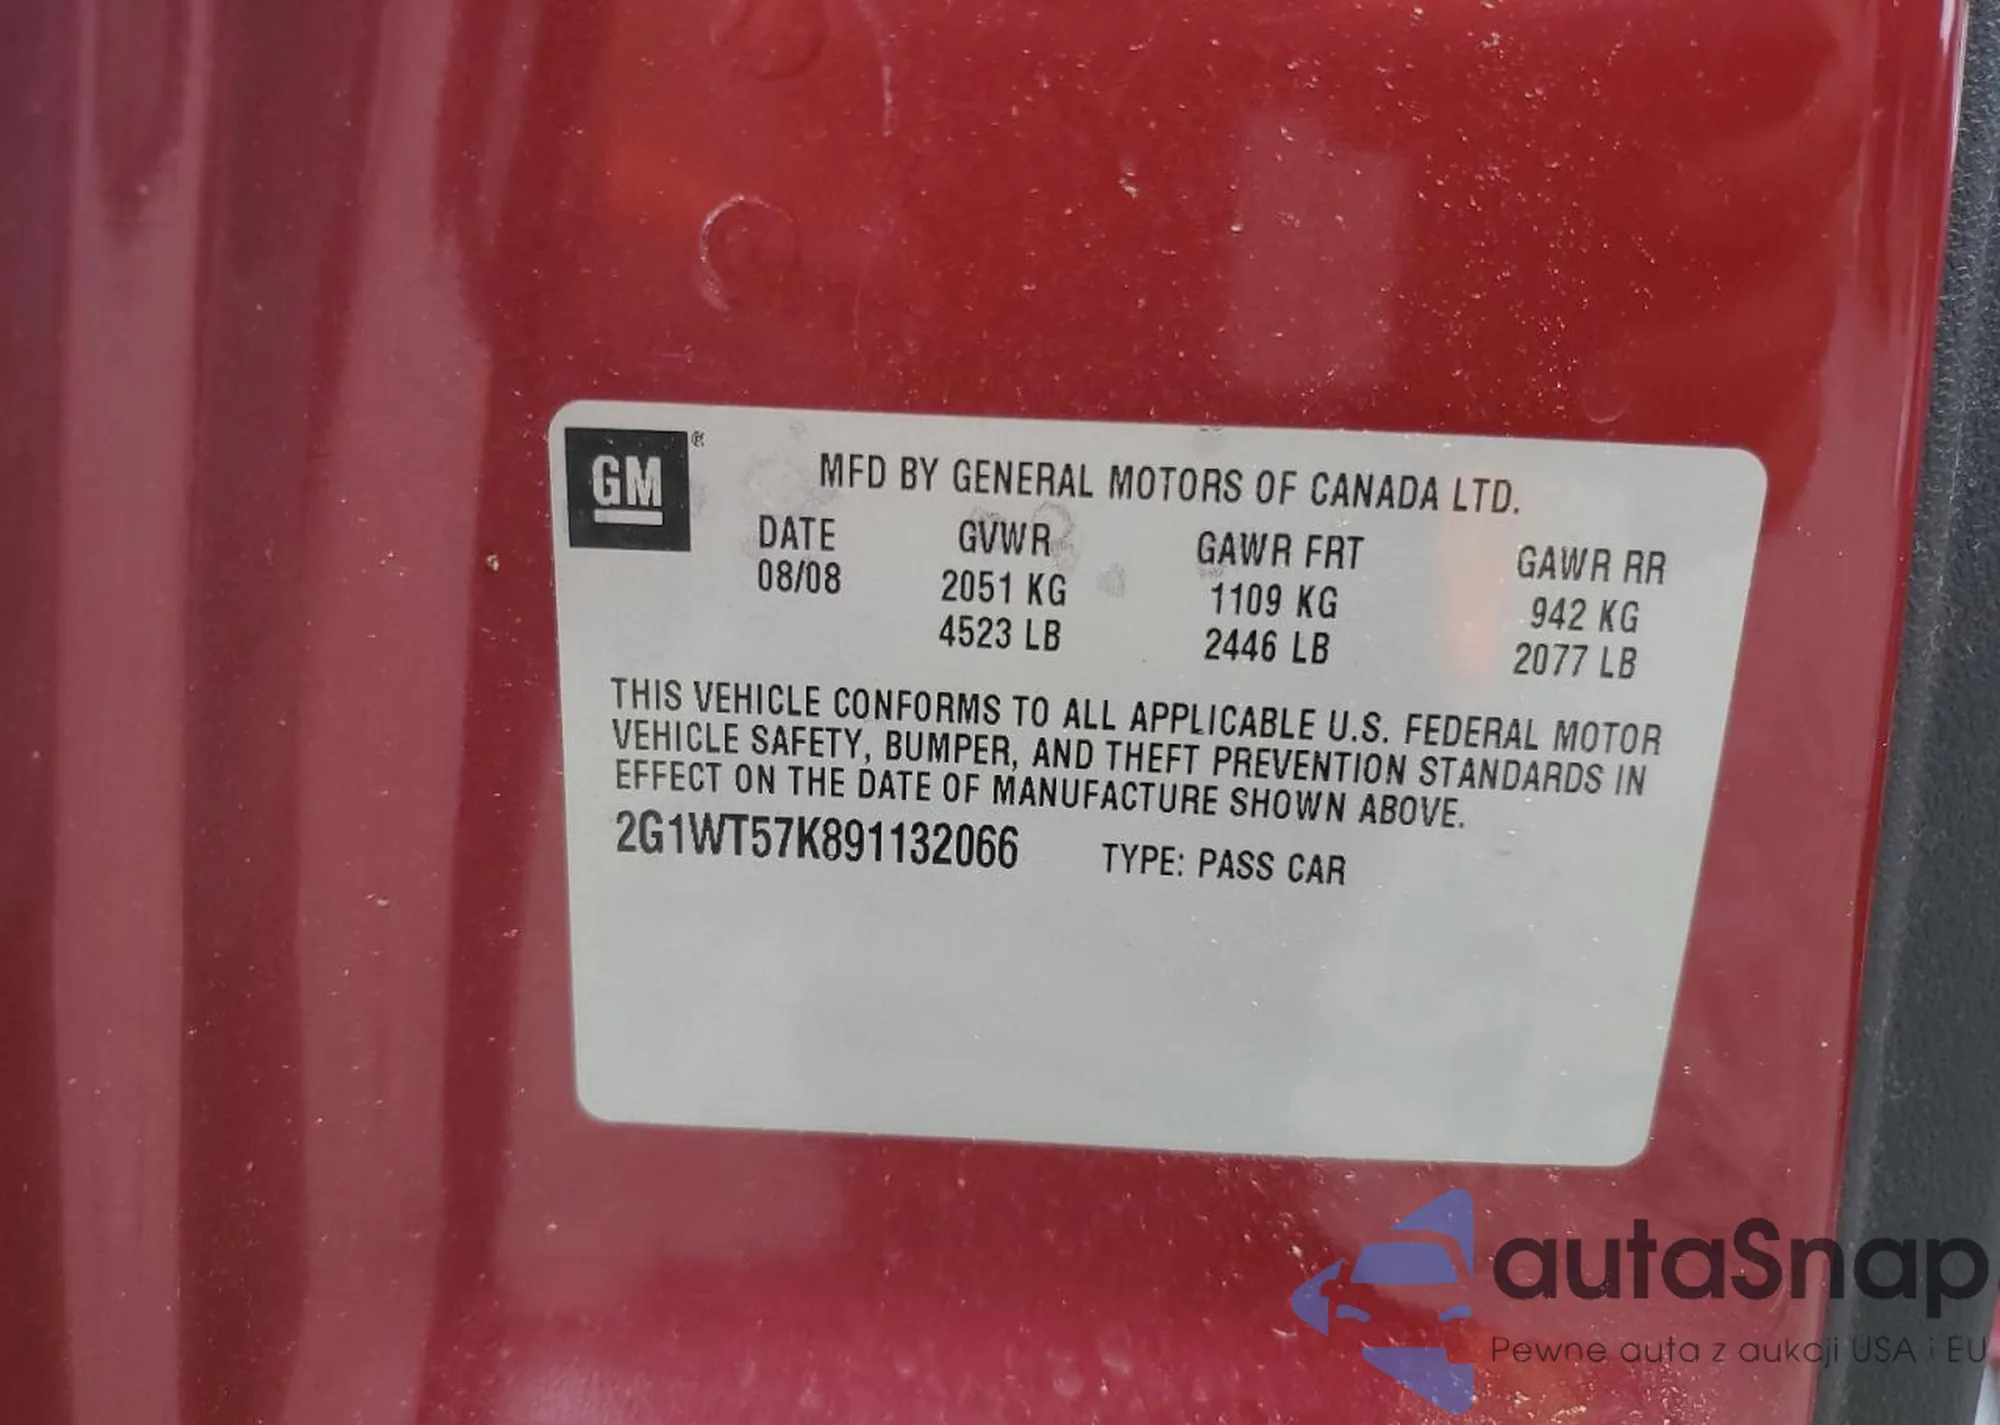 GM ®
MFD BY GENERAL MOTORS OF CANADA LTD.
DATE GVWR GAWR FRT GAWR RR
08/08 2051 KG 1109 KG 942 KG
4523 LB 2446 LB 2077 LB
THIS VEHICLE CONFORMS TO ALL APPLICABLE U.S. FEDERAL MOTOR
VEHICLE SAFETY, BUMPER, AND THEFT PREVENTION STANDARDS IN
EFFECT ON THE DATE OF MANUFACTURE SHOWN ABOVE.
2G1WT57K891132066 TYPE: PASS CAR
autaSnap
Pewne auta z aukcji USA i EU